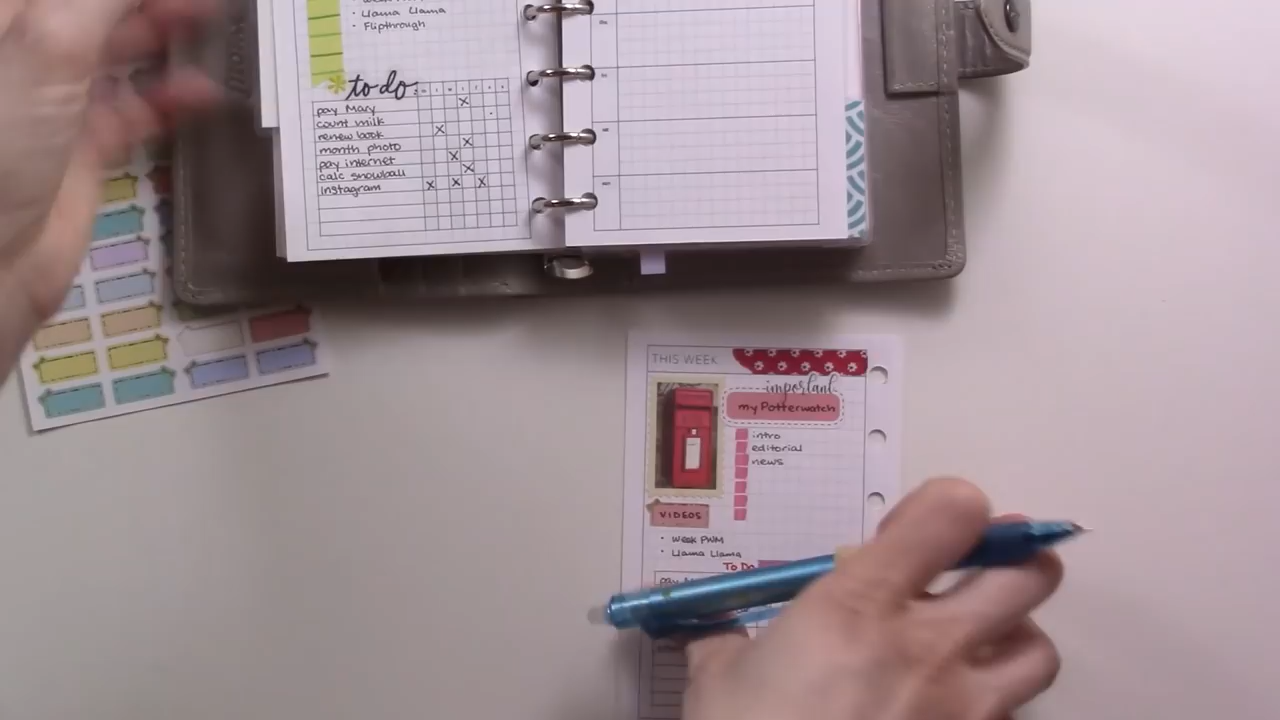 • Llama Llama
• Flipthrough
to do
pay Mary
count milk
renew book
month photo
pay internet
calc snowball
Instagram
THIS WEEK
important
my Potterwatch
intro
editorial
news
VIDEOS
• Week PWM
• Llama Llama
To Do
pay